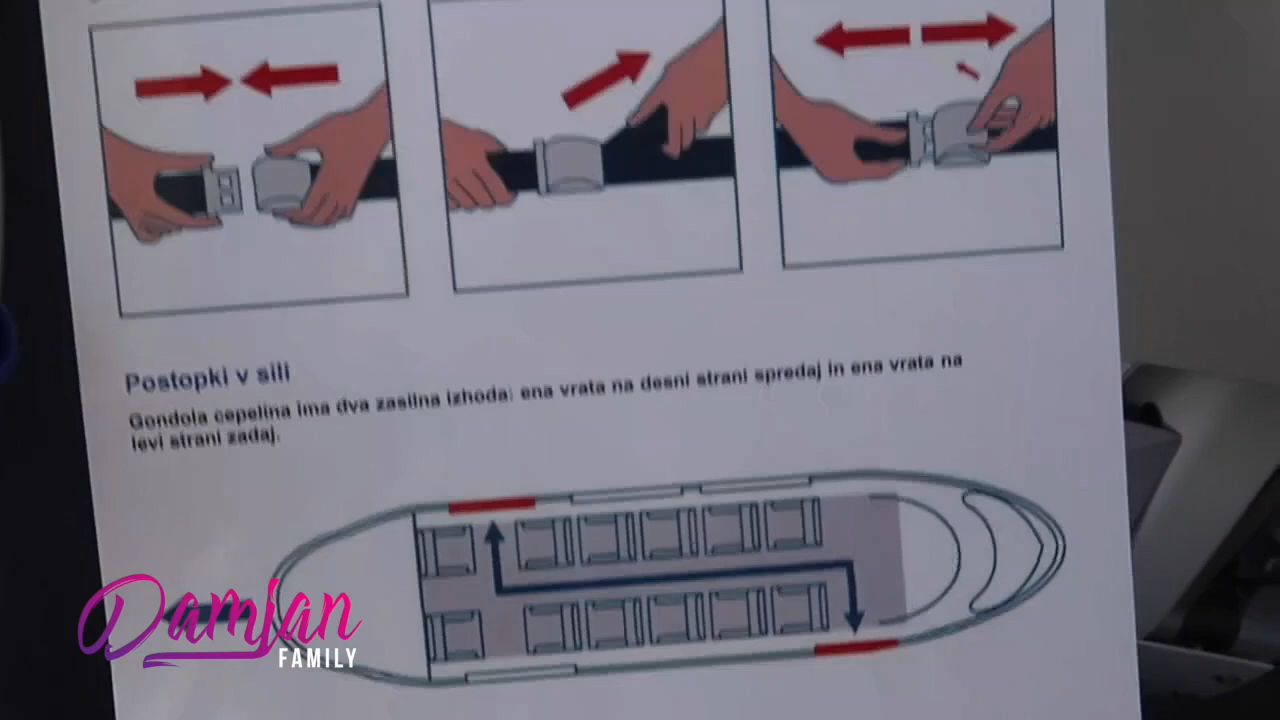 Postopki v sili
Gondola cepelina ima dva zasilna izhoda: ena vrata na desni strani spredaj in ena vrata na
levi strani zadaj.
Damjan
FAMILY